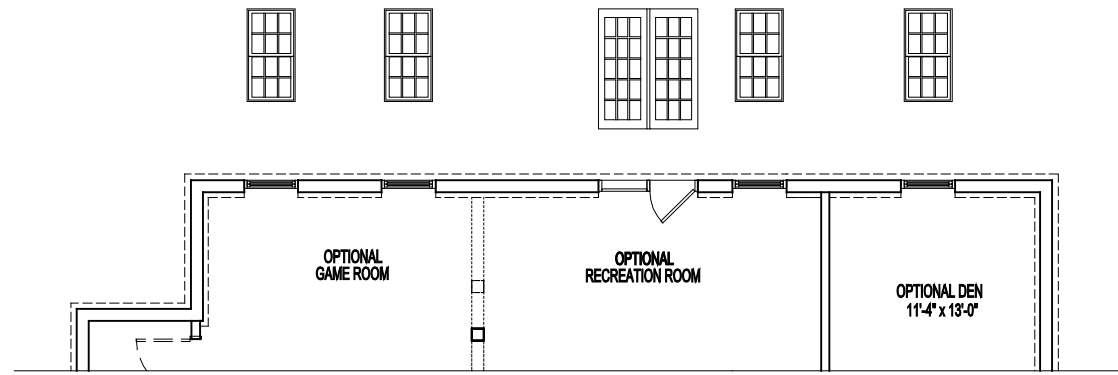 OPTIONAL
GAME ROOM
OPTIONAL
RECREATION ROOM
OPTIONAL DEN
11'-4" x 13'-0"